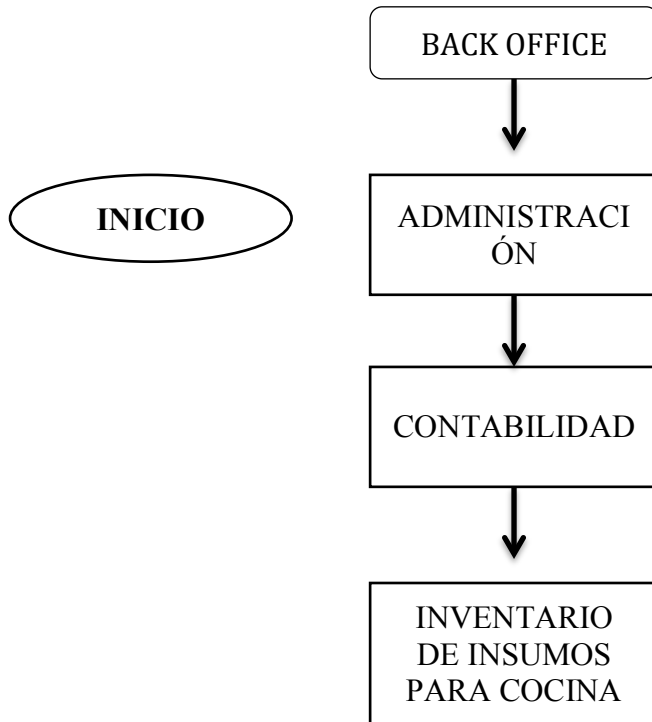 BACK OFFICE
INICIO
ADMINISTRACI
ÓN
CONTABILIDAD
INVENTARIO
DE INSUMOS
PARA COCINA